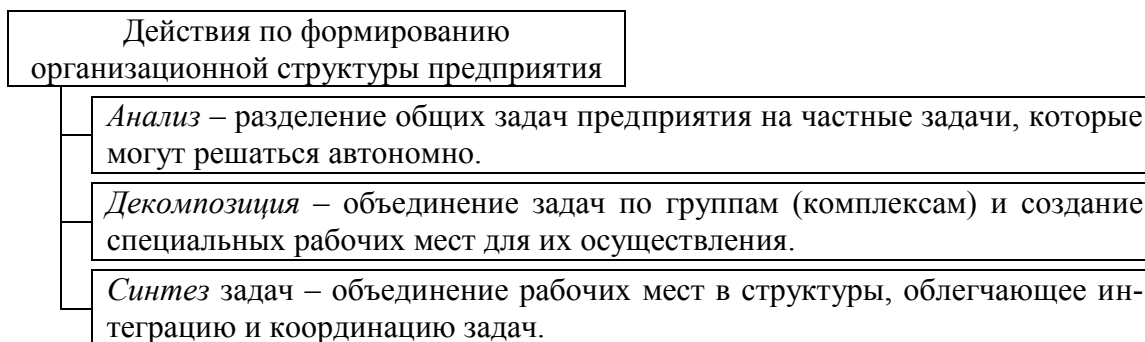 Действия по формированию
организационной структуры предприятия
Анализ – разделение общих задач предприятия на частные задачи, которые
могут решаться автономно.
Декомпозиция – объединение задач по группам (комплексам) и создание
специальных рабочих мест для их осуществления.
Синтез задач – объединение рабочих мест в структуры, облегчающее ин-
теграцию и координацию задач.